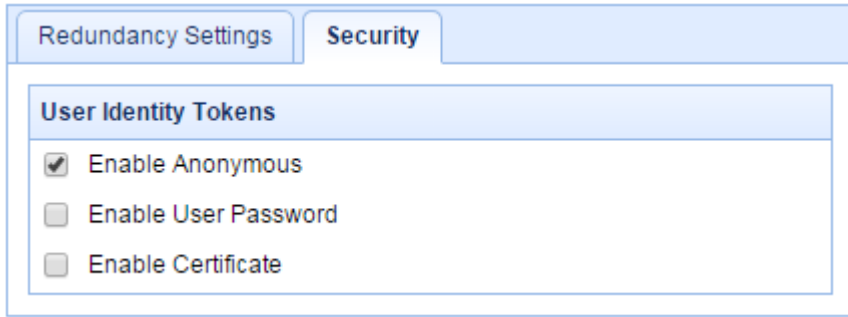 Redundancy Settings Security
User Identity Tokens
Enable Anonymous
Enable User Password
Enable Certificate